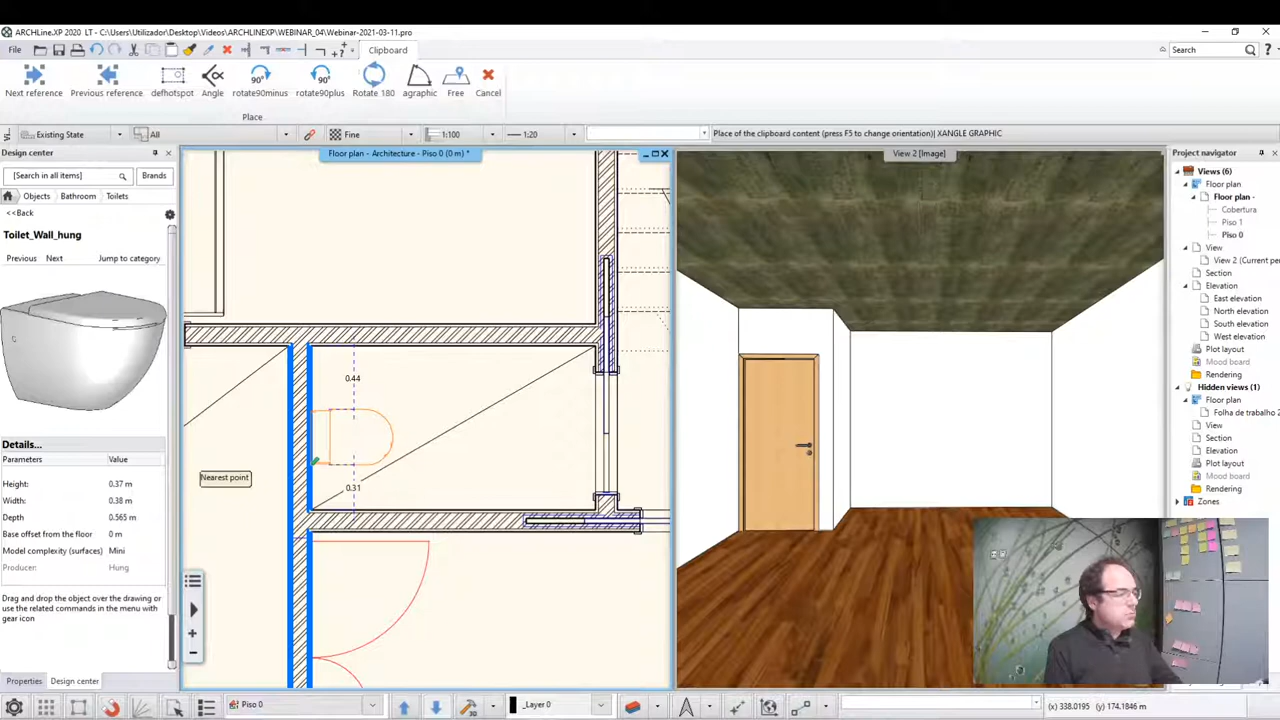 ARCHLine.XP 2020 LT - C:\Users\Utilizador\Desktop\Videos\ARCHLINEXP\WEBINAR_04\Webinar-2021-03-11.pro
File
Clipboard
Search
Next reference
Previous reference
defhotspot
Angle
rotate90minus
rotate90plus
Rotate 180
agraphic
Free
Cancel
Place
Existing State
All
Fine
1:100
1:20
Place of the clipboard content (press F5 to change orientation)| XANGLE GRAPHIC
Design center
[Search in all items]
Brands
Objects
Bathroom
Toilets
<<Back
Toilet_Wall_hung
Previous
Next
Jump to category
Details...
Parameters
Value
Height:
0.37 m
Width:
0.38 m
Depth:
0.565 m
Base offset from the floor
0 m
Model complexity (surfaces)
Mini
Producer:
Hung
Drag and drop the object over the drawing or
use the related commands in the menu with
gear icon
Properties
Design center
Floor plan - Architecture - Piso 0 (0 m) *
0.44
0.31
Nearest point
View 2 [Image]
Project navigator
Views (6)
Floor plan
Floor plan -
Cobertura
Piso 1
Piso 0
View
View 2 (Current per
Section
Elevation
East elevation
North elevation
South elevation
West elevation
Plot layout
Mood board
Rendering
Hidden views (1)
Floor plan
Folha de trabalho 2
View
Section
Elevation
Plot layout
Mood board
Rendering
Zones
Piso 0
_Layer 0
(x) 338.0195
(y) 174.1846 m